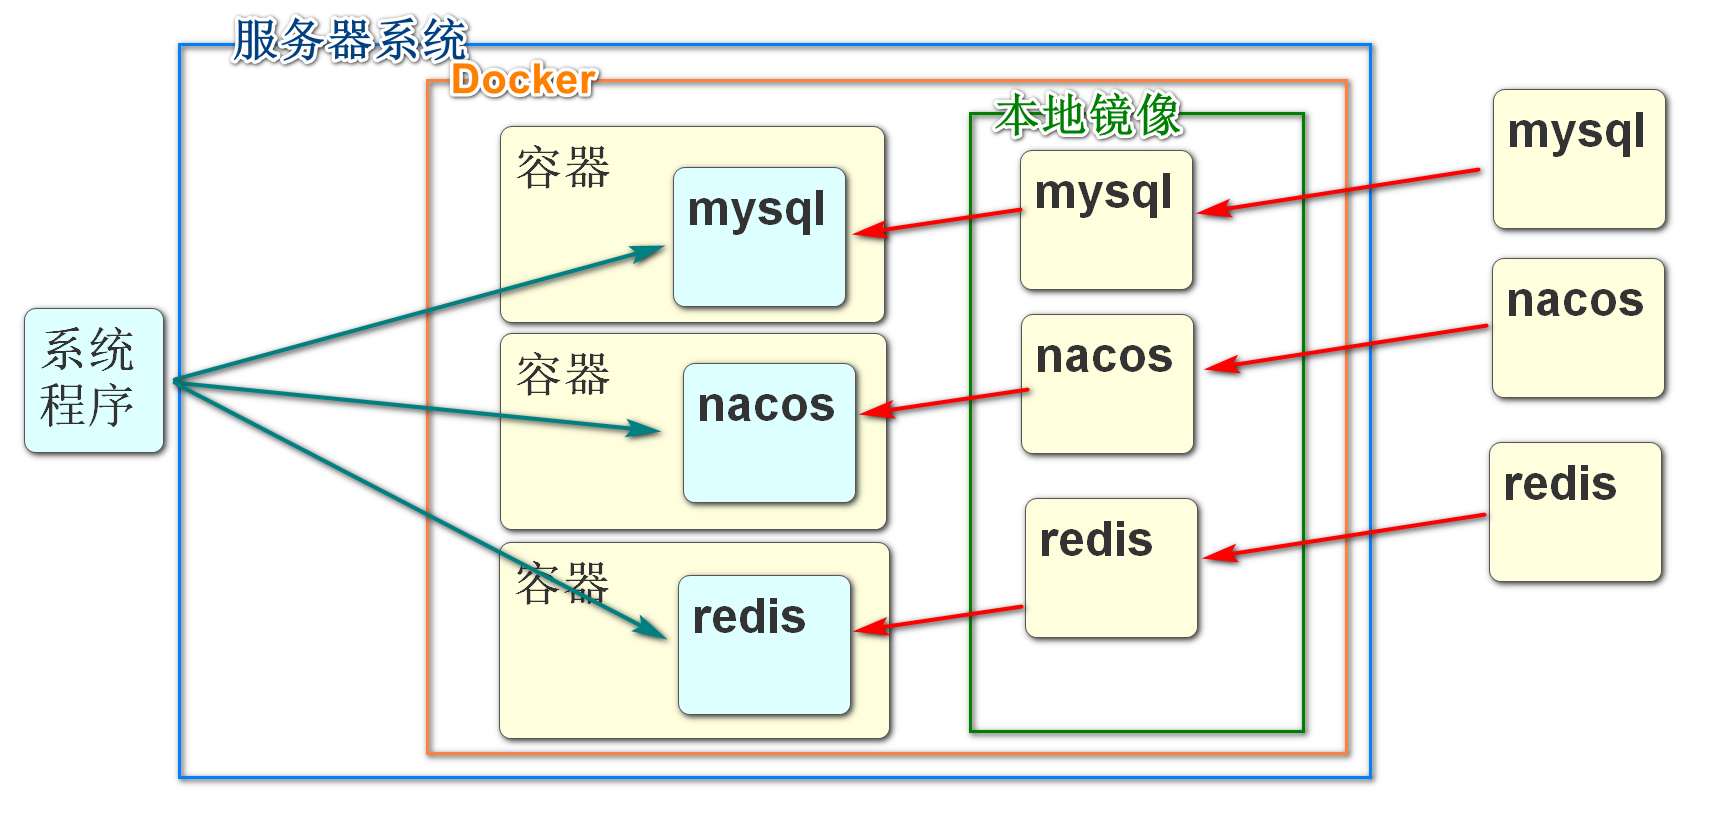 服务器系统
Docker
本地镜像
容器
mysql
mysql
mysql
容器
nacos
nacos
nacos
系统
程序
容器
redis
redis
redis